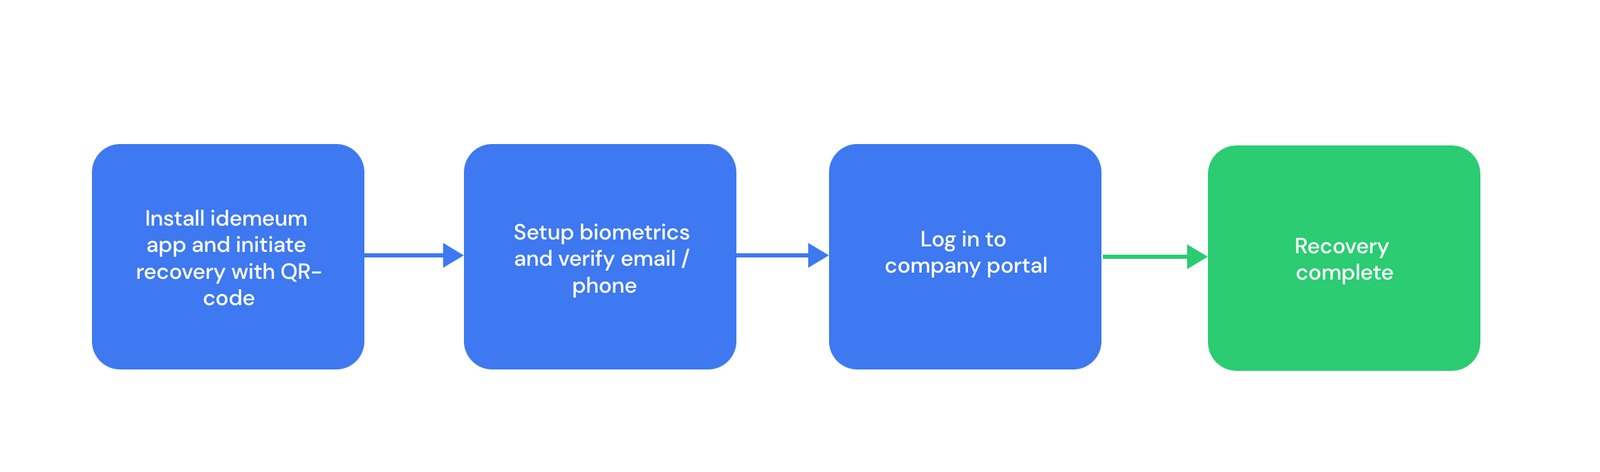 Install idemeum
app and initiate
recovery with QR-
code
Setup biometrics
and verify email /
phone
Log in to
company portal
Recovery
complete